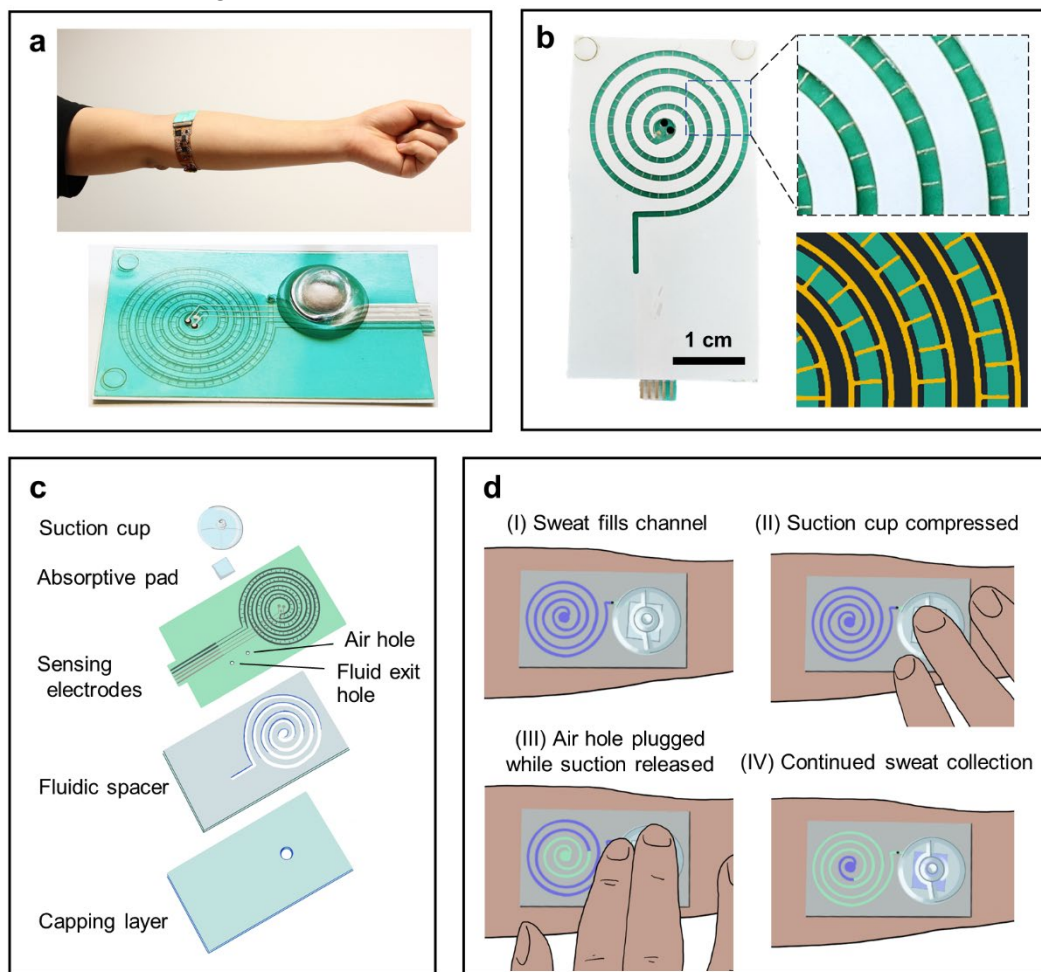 a
b
1 cm
c
Suction cup
Absorptive pad
Sensing
electrodes
Air hole
Fluid exit
hole
Fluidic spacer
Capping layer
d
(I) Sweat fills channel
(II) Suction cup compressed
(III) Air hole plugged
while suction released
(IV) Continued sweat collection